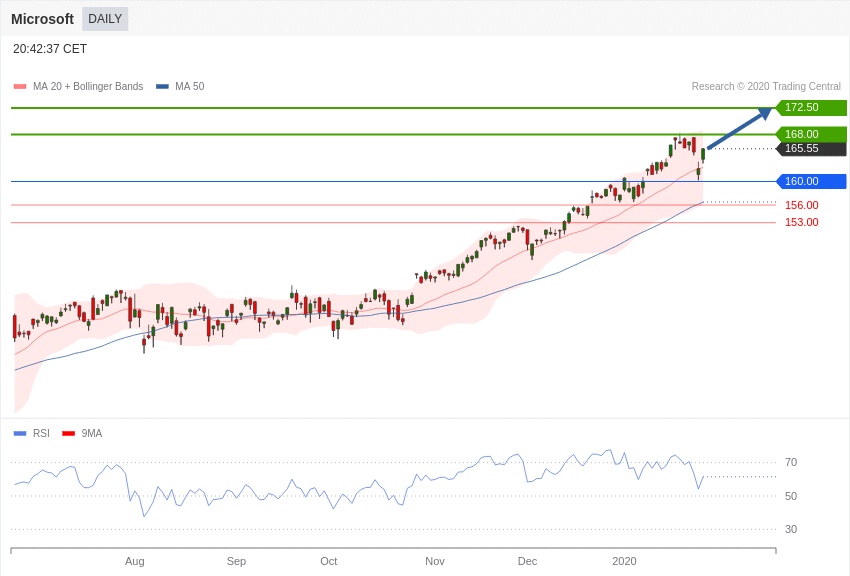 Microsoft DAILY
20:42:37 CET
MA 20 + Bollinger Bands MA 50
Research © 2020 Trading Central
172.50
168.00
165.55
160.00
156.00
153.00
RSI 9MA
70
50
30
Aug Sep Oct Nov Dec 2020